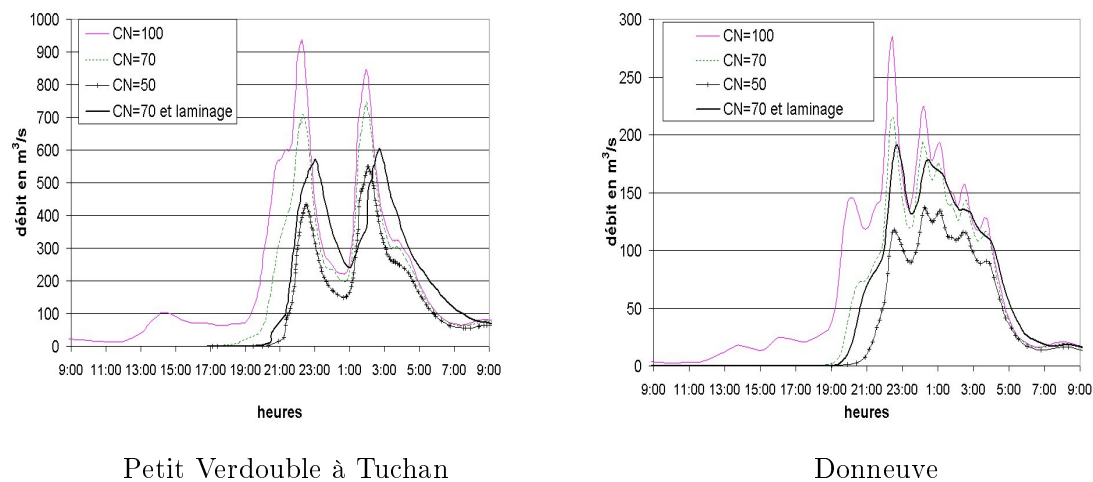 1000
900
800
700
600
500
400
300
200
100
0
débit en m³/s
CN=100
CN=70
CN=50
CN=70 et laminage
9:00 11:00 13:00 15:00 17:00 19:00 21:00 23:00 1:00 3:00 5:00 7:00 9:00
heures
Petit Verdouble à Tuchan
300
250
200
150
100
50
0
débit en m³/s
CN=100
CN=70
CN=50
CN=70 et laminage
9:00 11:00 13:00 15:00 17:00 19:00 21:00 23:00 1:00 3:00 5:00 7:00 9:00
heures
Donneuve